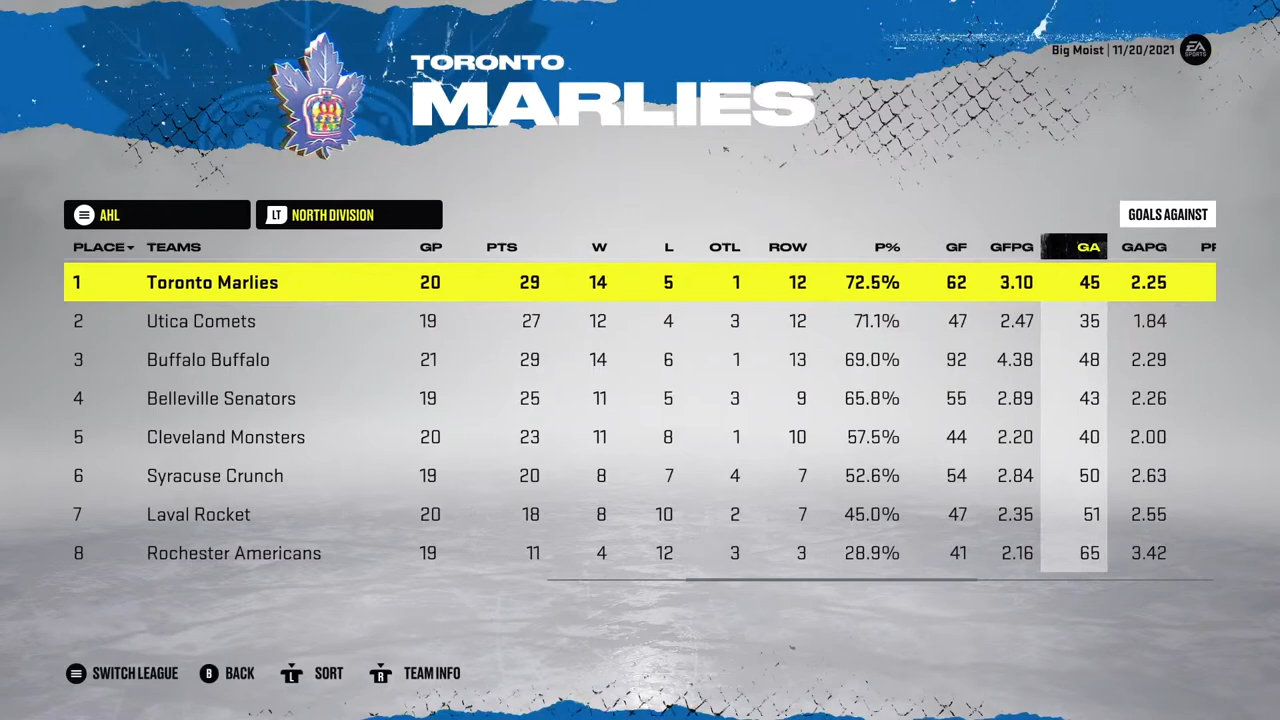 TORONTO
MARLIES
Big Moist | 11/20/2021
EA
SPORTS
AHL
LT NORTH DIVISION
GOALS AGAINST
PLACE TEAMS GP PTS W L OTL ROW P% GF GFPG GA GAPG
1 Toronto Marlies 20 29 14 5 1 12 72.5% 62 3.10 45 2.25
2 Utica Comets 19 27 12 4 3 12 71.1% 47 2.47 35 1.84
3 Buffalo Buffalo 21 29 14 6 1 13 69.0% 92 4.38 48 2.29
4 Belleville Senators 19 25 11 5 3 9 65.8% 55 2.89 43 2.26
5 Cleveland Monsters 20 23 11 8 1 10 57.5% 44 2.20 40 2.00
6 Syracuse Crunch 19 20 8 7 4 7 52.6% 54 2.84 50 2.63
7 Laval Rocket 20 18 8 10 2 7 45.0% 47 2.35 51 2.55
8 Rochester Americans 19 11 4 12 3 3 28.9% 41 2.16 65 3.42
SWITCH LEAGUE B BACK L SORT R TEAM INFO